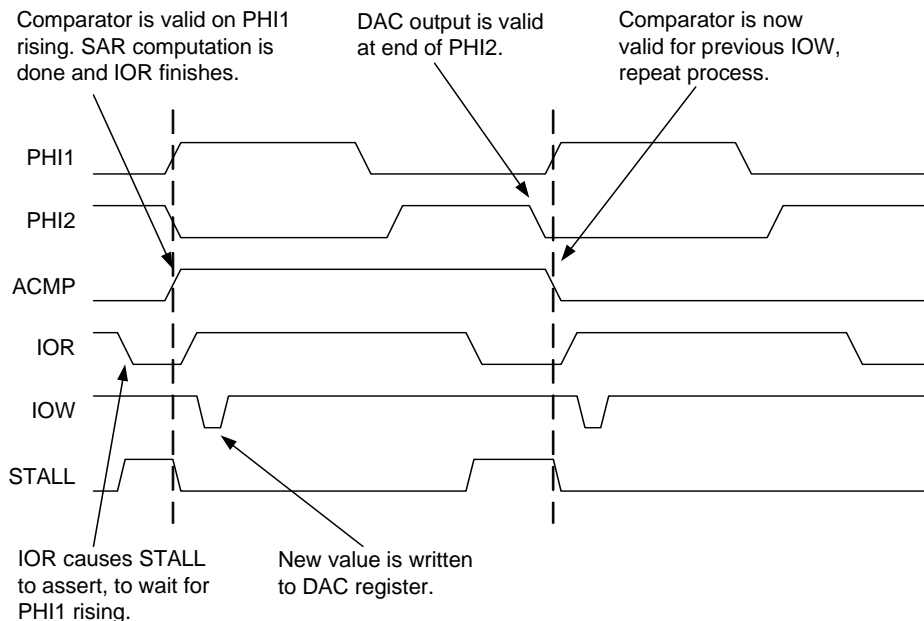 Comparator is valid on PHI1
rising. SAR computation is
done and IOR finishes.
DAC output is valid
at end of PHI2.
Comparator is now
valid for previous IOW,
repeat process.
PHI1
PHI2
ACMP
IOR
IOW
STALL
IOR causes STALL
to assert, to wait for
PHI1 rising.
New value is written
to DAC register.